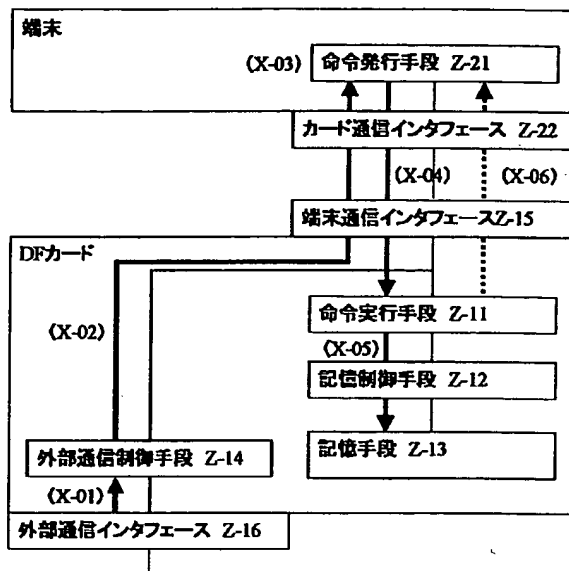 端末
(X-03)
命令発行手段 Z-21
カード通信インタフェース Z-22
(X-04)
(X-06)
端末通信インタフェースZ-15
DFカード
命令実行手段 Z-11
(X-02)
(X-05)
記憶制御手段 Z-12
記憶手段 Z-13
外部通信制御手段 Z-14
(X-01)
外部通信インタフェース Z-16